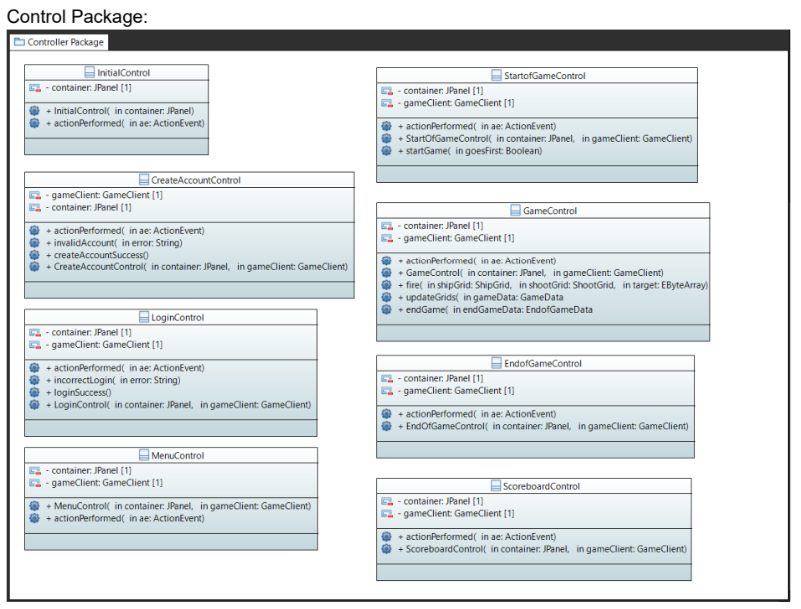 Control Package:
Controller Package
InitialControl
- container: JPanel [1]
+ InitialControl( in container: JPanel)
+ actionPerformed( in ae: ActionEvent)
CreateAccountControl
- gameClient: GameClient [1]
- container: JPanel [1]
+ actionPerformed( in ae: ActionEvent)
+ invalidAccount( in error: String)
+ createAccountSuccess()
+ CreateAccountControl( in container: JPanel, in gameClient: GameClient)
LoginControl
- container: JPanel [1]
- gameClient: GameClient [1]
+ actionPerformed( in ae: ActionEvent)
+ incorrectLogin( in error: String)
+ loginSuccess()
+ LoginControl( in container: JPanel, in gameClient: GameClient)
MenuControl
- container: JPanel [1]
- gameClient: GameClient [1]
+ MenuControl( in container: JPanel, in gameClient: GameClient)
+ actionPerformed( in ae: ActionEvent)
StartofGameControl
- container: JPanel [1]
- gameClient: GameClient [1]
+ actionPerformed( in ae: ActionEvent)
+ StartOfGameControl( in container: JPanel, in gameClient: GameClient)
+ startGame( in goesFirst: Boolean)
GameControl
- container: JPanel [1]
- gameClient: GameClient [1]
+ actionPerformed( in ae: ActionEvent)
+ GameControl( in container: JPanel, in gameClient: GameClient)
+ fire( in shipGrid: ShipGrid, in shootGrid: ShootGrid, in target: EByteArray)
+ updateGrids( in gameData: GameData
+ endGame( in endGameData: EndofGameData
EndofGameControl
- container: JPanel [1]
- gameClient: GameClient [1]
+ actionPerformed( in ae: ActionEvent)
+ EndOfGameControl( in container: JPanel, in gameClient: GameClient)
ScoreboardControl
- container: JPanel [1]
- gameClient: GameClient [1]
+ actionPerformed( in ae: ActionEvent)
+ ScoreboardControl( in container: JPanel, in gameClient: GameClient)